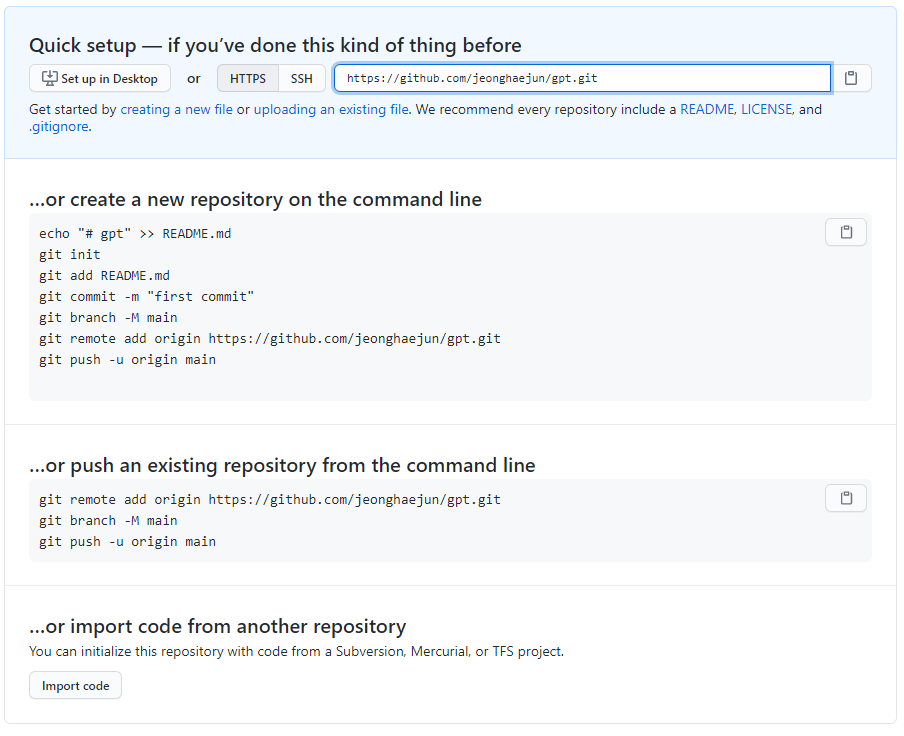 Quick setup — if you've done this kind of thing before
Set up in Desktop or HTTPS SSH https://github.com/jeonghaejun/gpt.git
Get started by creating a new file or uploading an existing file. We recommend every repository include a README, LICENSE, and
.gitignore.
...or create a new repository on the command line
echo "# gpt" >> README.md
git init
git add README.md
git commit -m "first commit"
git branch -M main
git remote add origin https://github.com/jeonghaejun/gpt.git
git push -u origin main
...or push an existing repository from the command line
git remote add origin https://github.com/jeonghaejun/gpt.git
git branch -M main
git push -u origin main
...or import code from another repository
You can initialize this repository with code from a Subversion, Mercurial, or TFS project.
Import code